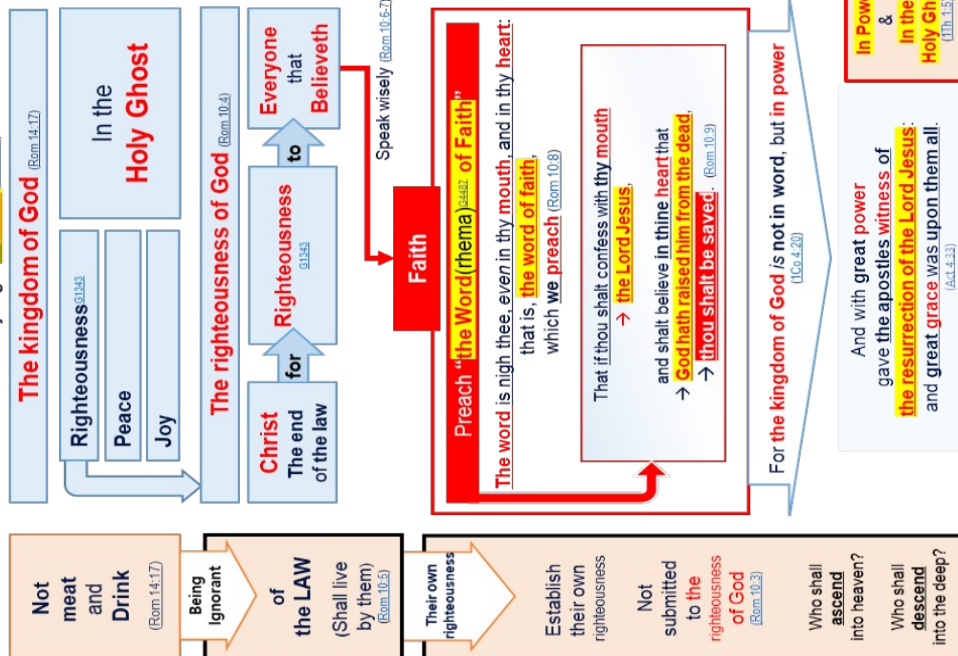 The kingdom of God (Rom 14:17)
Righteousness G1343
Peace
Joy
In the
Holy Ghost
The righteousness of God (Rom 10:4)
Christ
The end
of the law
for
Righteousness
G1343
to
Everyone
that
Believeth
Speak wisely (Rom 10:6-7)
Faith
Preach “the Word(rhema)G4487 of Faith”
The word is nigh thee, even in thy mouth, and in thy heart:
that is, the word of faith,
which we preach (Rom 10:8)
That if thou shalt confess with thy mouth
→ the Lord Jesus,
and shalt believe in thine heart that
→ God hath raised him from the dead,
→ thou shalt be saved. (Rom 10:9)
For the kingdom of God is not in word, but in power
(1Co 4:20)
And with great power
gave the apostles witness of
the resurrection of the Lord Jesus:
and great grace was upon them all.
(Act 4:33)
In Pow
&
In the
Holy Gh
(1Th 1:5
Not
meat
and
Drink
(Rom 14:17)
Being
Ignorant
of
the LAW
(Shall live
by them)
(Rom 10:5)
Their own
righteousness
Establish
their own
righteousness
Not
submitted
to the
righteousness
of God
(Rom 10:3)
Who shall
ascend
into heaven?
Who shall
descend
into the deep?